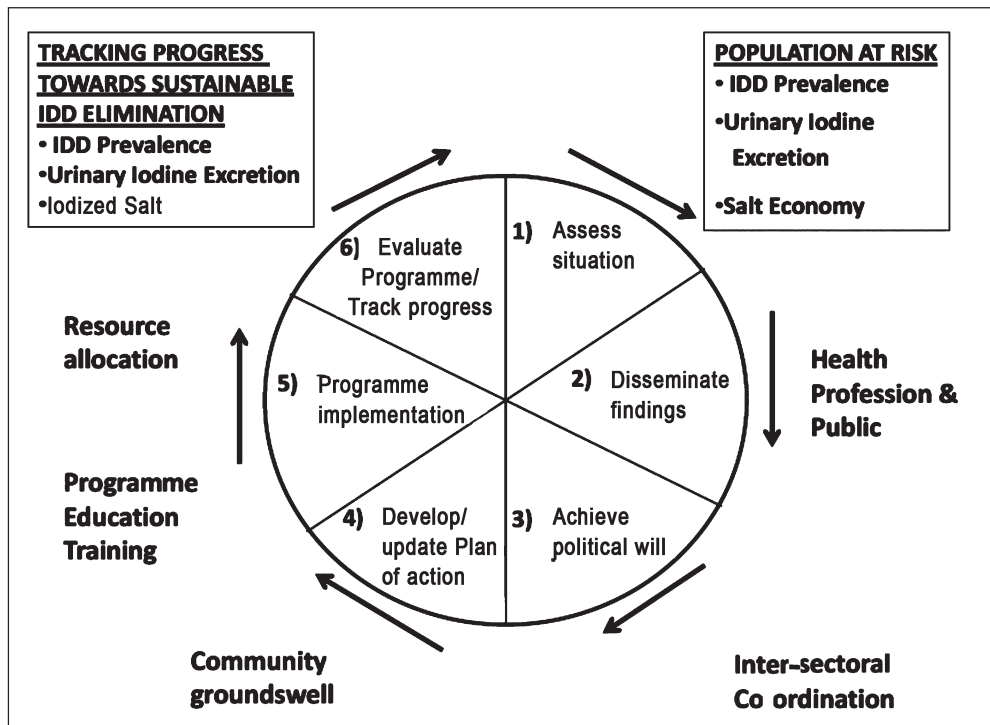 TRACKING PROGRESS
TOWARDS SUSTAINABLE
IDD ELIMINATION
• IDD Prevalence
•Urinary Iodine Excretion
•Iodized Salt
POPULATION AT RISK
• IDD Prevalence
•Urinary Iodine
Excretion
•Salt Economy
1) Assess
situation
2) Disseminate
findings
3) Achieve
political will
4) Develop/
update Plan
of action
5) Programme
implementation
6) Evaluate
Programme/
Track progress
Health
Profession &
Public
Inter-sectoral
Co ordination
Community
groundswell
Programme
Education
Training
Resource
allocation